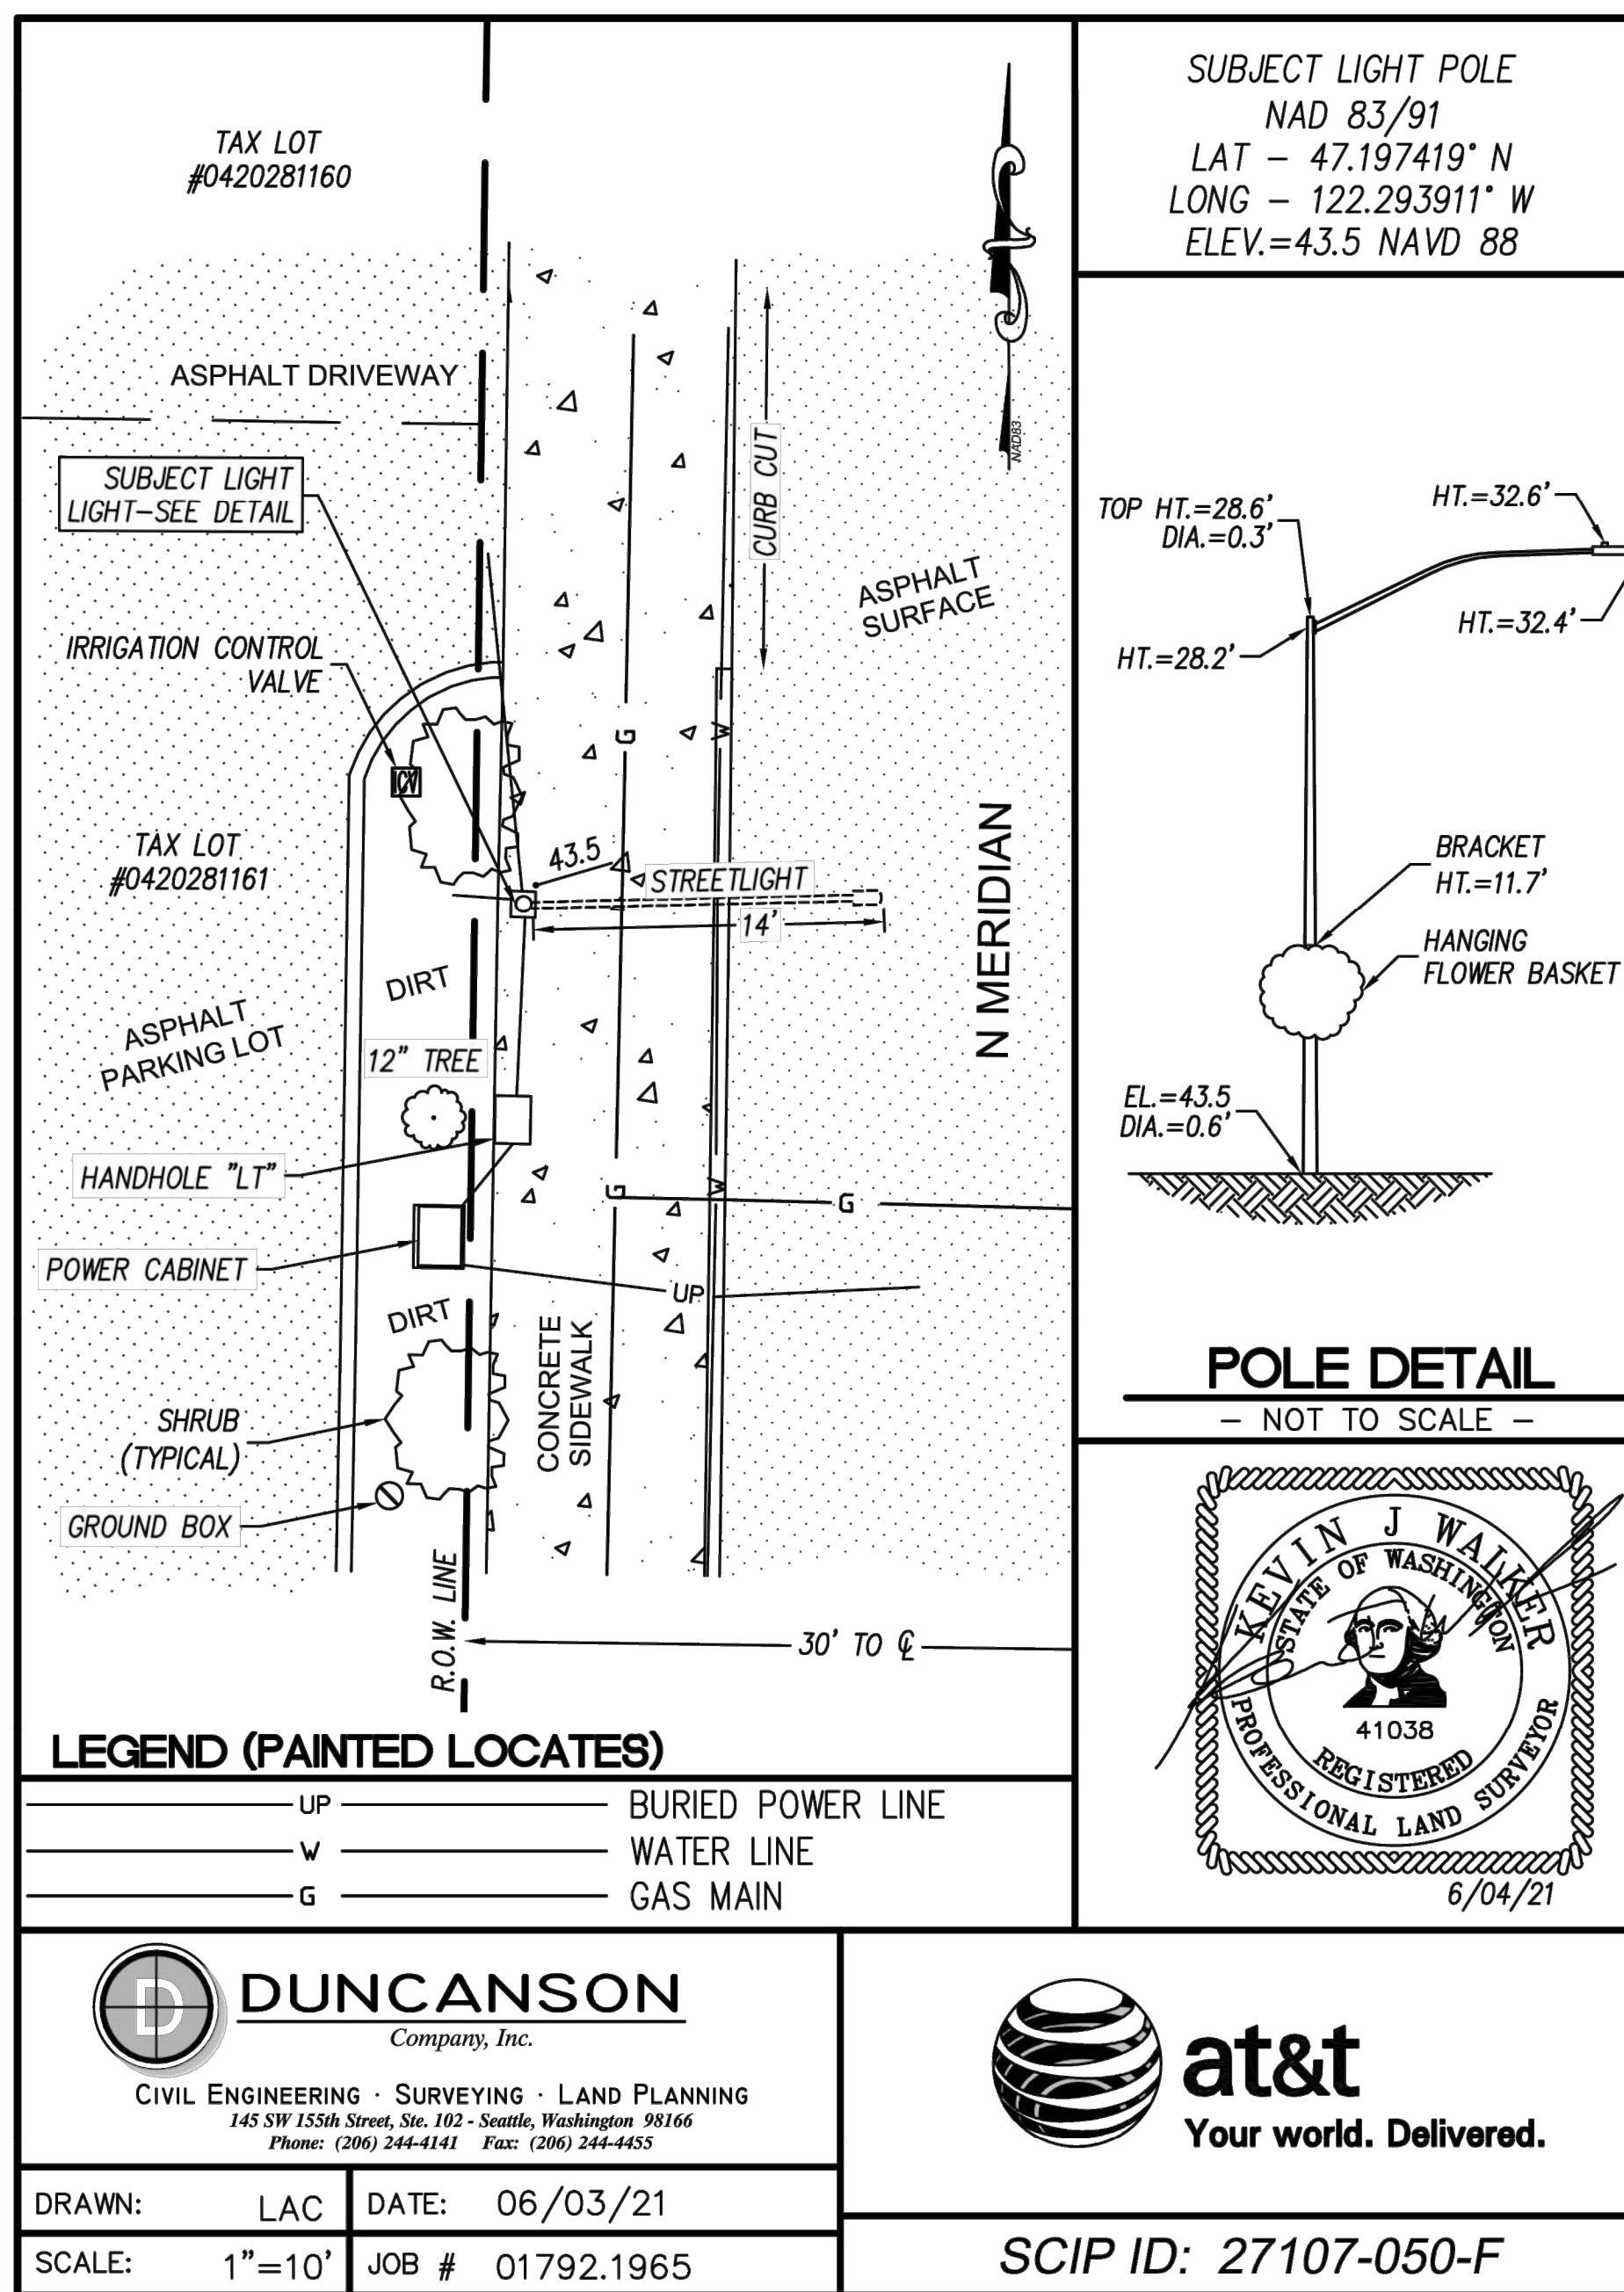 TAX LOT
#0420281160
ASPHALT DRIVEWAY
SUBJECT LIGHT
LIGHT-SEE DETAIL
IRRIGATION CONTROL
VALVE
ICV
TAX LOT
#0420281161
ASPHALT
PARKING LOT
DIRT
12" TREE
HANDHOLE "LT"
POWER CABINET
DIRT
SHRUB
(TYPICAL)
GROUND BOX
R.O.W. LINE
CONCRETE
SIDEWALK
43.5
STREETLIGHT
14'
CURB CUT
ASPHALT
SURFACE
N MERIDIAN
NAD83
G
W
G
W
G
UP
30' TO ℄
SUBJECT LIGHT POLE
NAD 83/91
LAT - 47.197419° N
LONG - 122.293911° W
ELEV.=43.5 NAVD 88
TOP HT.=28.6'
DIA.=0.3'
HT.=32.6'
HT.=32.4'
HT.=28.2'
BRACKET
HT.=11.7'
HANGING
FLOWER BASKET
EL.=43.5
DIA.=0.6'
POLE DETAIL
- NOT TO SCALE -
KEVIN J WALKER
STATE OF WASHINGTON
41038
REGISTERED
PROFESSIONAL LAND SURVEYOR
6/04/21
LEGEND (PAINTED LOCATES)
UP BURIED POWER LINE
W WATER LINE
G GAS MAIN
D
DUNCANSON
Company, Inc.
CIVIL ENGINEERING · SURVEYING · LAND PLANNING
145 SW 155th Street, Ste. 102 - Seattle, Washington 98166
Phone: (206) 244-4141 Fax: (206) 244-4455
DRAWN: LAC DATE: 06/03/21
SCALE: 1"=10' JOB # 01792.1965
at&t
Your world. Delivered.
SCIP ID: 27107-050-F